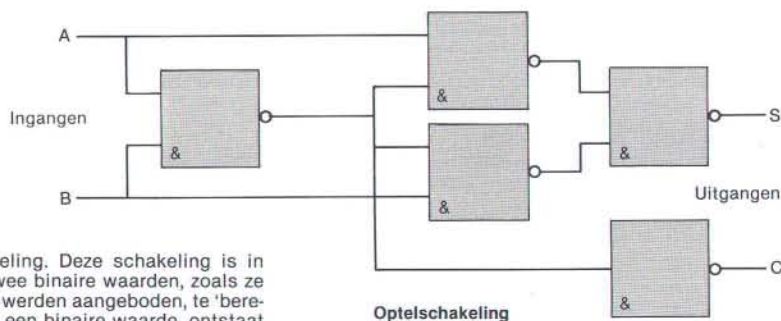 A
Ingangen
&
B
&
&
&
S
Uitgangen
&
C
eling. Deze schakeling is in
wee binaire waarden, zoals ze
werden aangeboden, te 'bere-
een binaire waarde, ontstaat
Optelschakeling